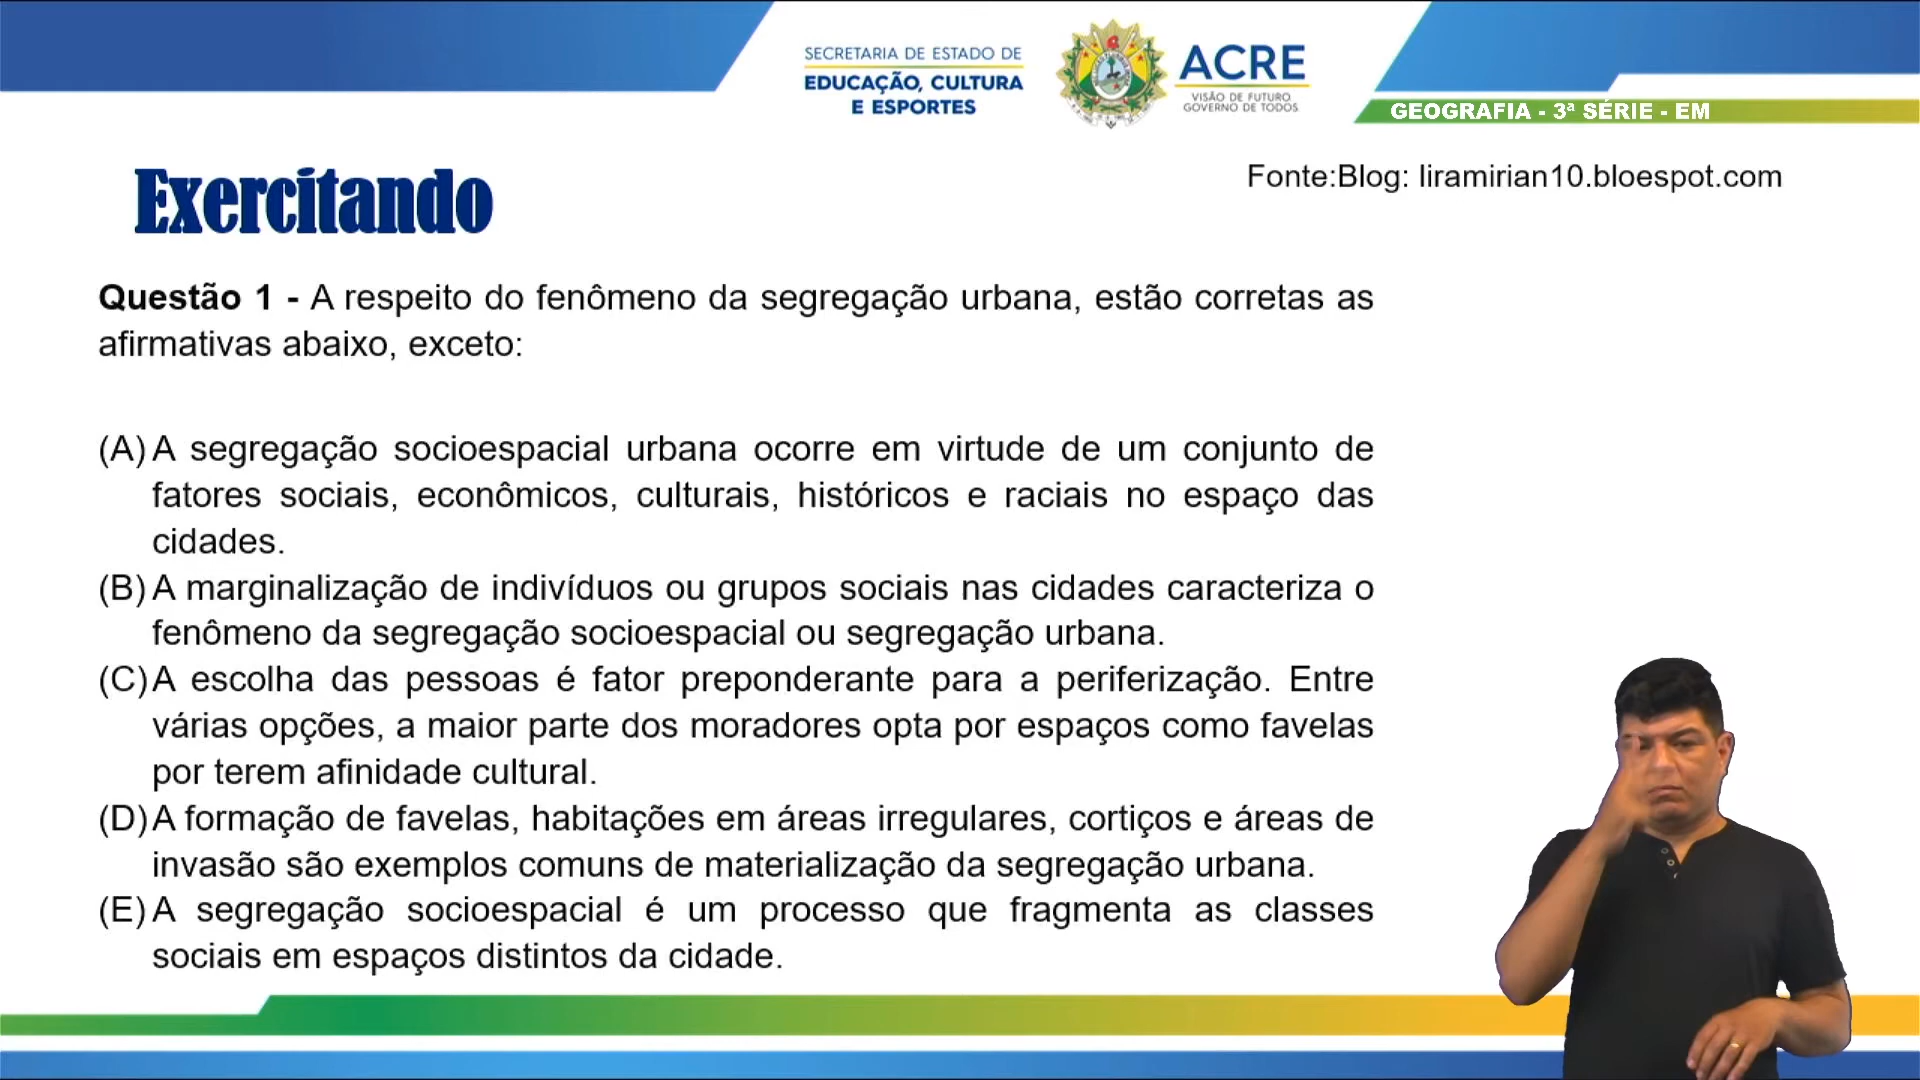 SECRETARIA DE ESTADO DE
EDUCAÇÃO, CULTURA
E ESPORTES
ACRE
VISÃO DE FUTURO
GOVERNO DE TODOS
GEOGRAFIA - 3ª SÉRIE - EM
Exercitando
Fonte:Blog: liramirian10.bloespot.com
Questão 1 - A respeito do fenômeno da segregação urbana, estão corretas as
afirmativas abaixo, exceto:
(A) A segregação socioespacial urbana ocorre em virtude de um conjunto de
fatores sociais, econômicos, culturais, históricos e raciais no espaço das
cidades.
(B) A marginalização de indivíduos ou grupos sociais nas cidades caracteriza o
fenômeno da segregação socioespacial ou segregação urbana.
(C) A escolha das pessoas é fator preponderante para a periferização. Entre
várias opções, a maior parte dos moradores opta por espaços como favelas
por terem afinidade cultural.
(D) A formação de favelas, habitações em áreas irregulares, cortiços e áreas de
invasão são exemplos comuns de materialização da segregação urbana.
(E) A segregação socioespacial é um processo que fragmenta as classes
sociais em espaços distintos da cidade.